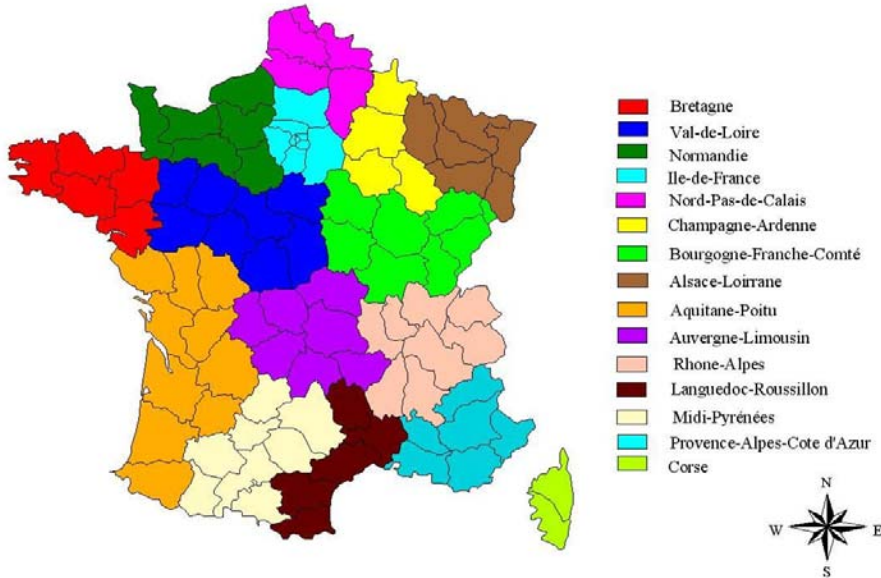 Bretagne
Val-de-Loire
Normandie
Ile-de-France
Nord-Pas-de-Calais
Champagne-Ardenne
Bourgogne-Franche-Comté
Alsace-Loirrane
Aquitane-Poitu
Auvergne-Limousin
Rhone-Alpes
Languedoc-Roussillon
Midi-Pyrénées
Provence-Alpes-Cote d'Azur
Corse
N
W E
S